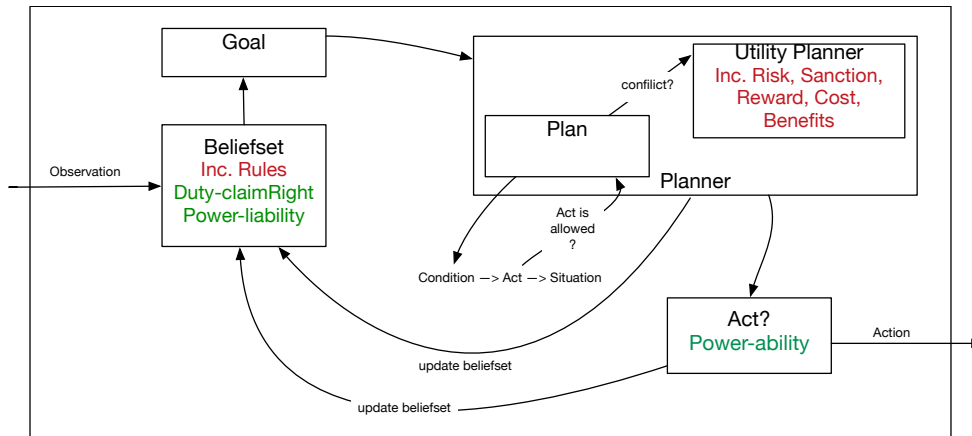 Goal
Utility Planner
Inc. Risk, Sanction,
Reward, Cost,
Benefits
confilict?
Plan
Beliefset
Inc. Rules
Duty-claimRight
Power-liability
Observation
Planner
Act is
allowed
?
Condition —> Act —> Situation
Act?
Power-ability
Action
update beliefset
update beliefset